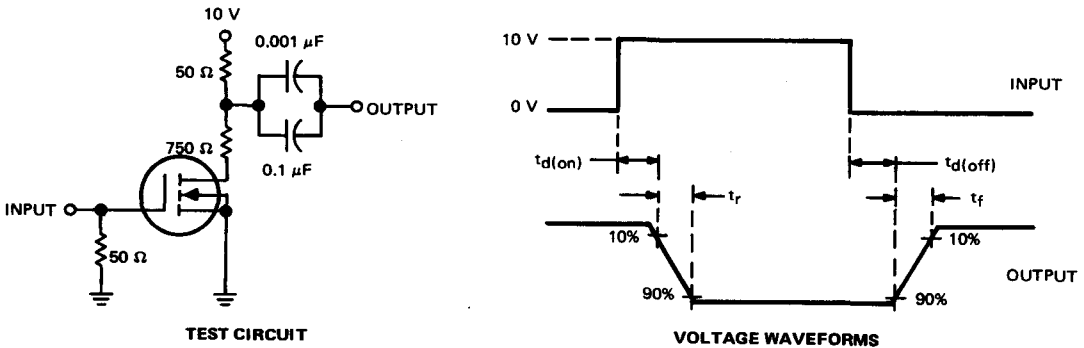 10 V
0.001 µF
50 Ω
OUTPUT
750 Ω
0.1 µF
INPUT
50 Ω
TEST CIRCUIT
10 V
INPUT
0 V
td(on)
td(off)
tr
tf
10%
10%
OUTPUT
90%
90%
VOLTAGE WAVEFORMS